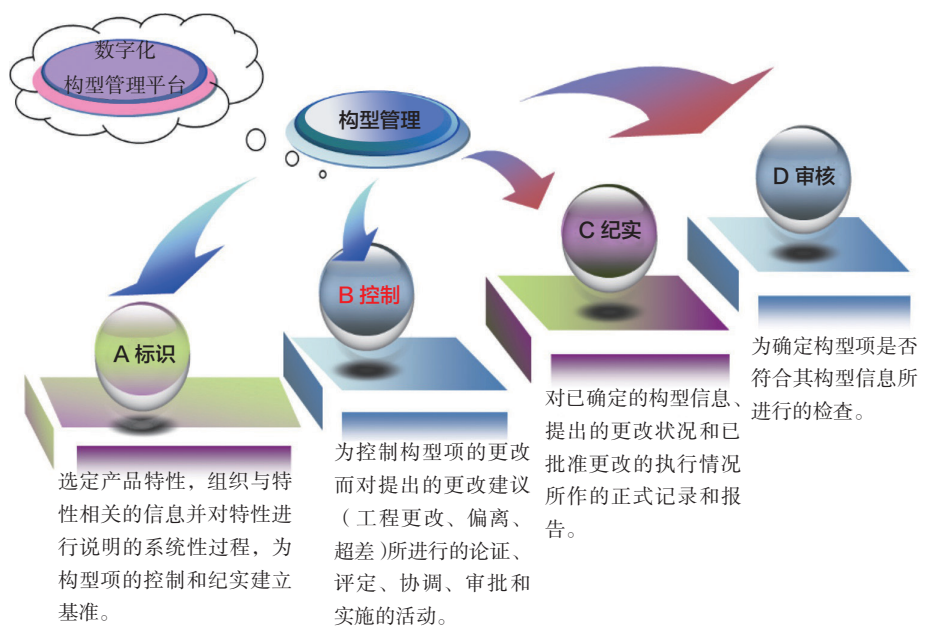 数字化
构型管理平台
构型管理
A 标识
选定产品特性，组织与特
性相关的信息并对特性进
行说明的系统性过程，为
构型项的控制和纪实建立
基准。
B 控制
为控制构型项的更改
而对提出的更改建议
（工程更改、偏离、
超差）所进行的论证、
评定、协调、审批和
实施的活动。
C 纪实
对已确定的构型信息、
提出的更改状况和已
批准更改的执行情况
所作的正式记录和报
告。
D 审核
为确定构型项是否
符合其构型信息所
进行的检查。